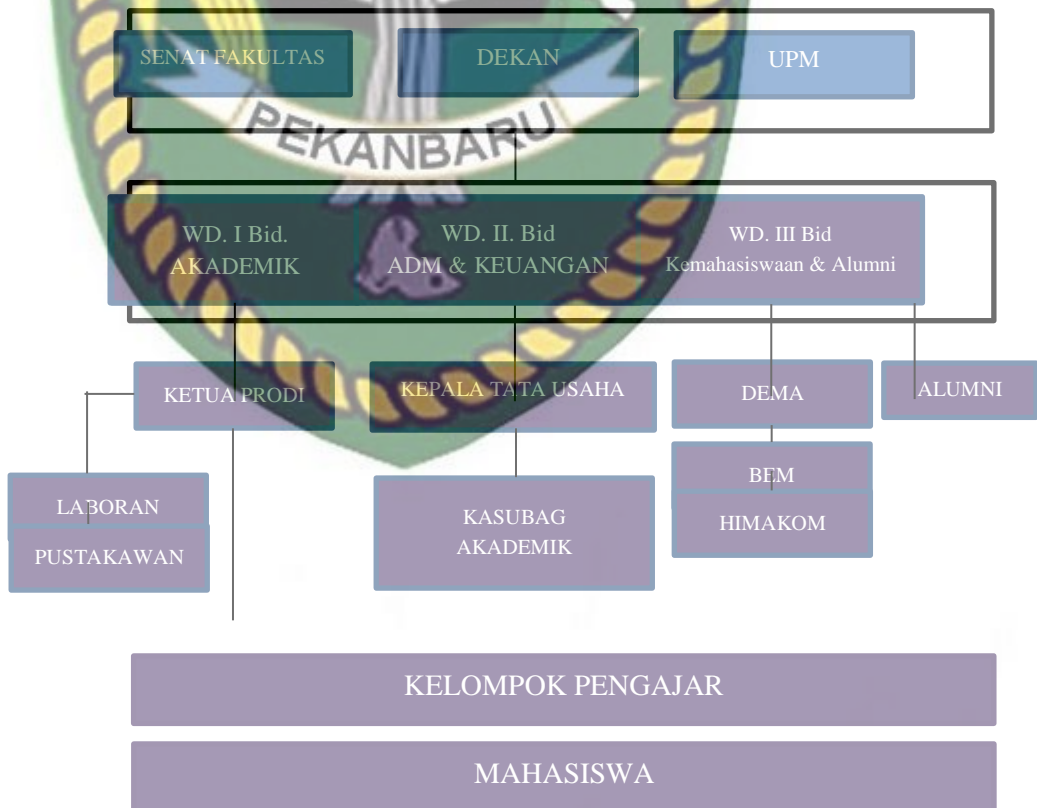 SENAT FAKULTAS
DEKAN
UPM
PEKANBARU
WD. I Bid.
AKADEMIK
WD. II. Bid
ADM & KEUANGAN
WD. III Bid
Kemahasiswaan & Alumni
KETUA PRODI
KEPALA TATA USAHA
DEMA
ALUMNI
LABORAN
PUSTAKAWAN
KASUBAG
AKADEMIK
BEM
HIMAKOM
KELOMPOK PENGAJAR
MAHASISWA